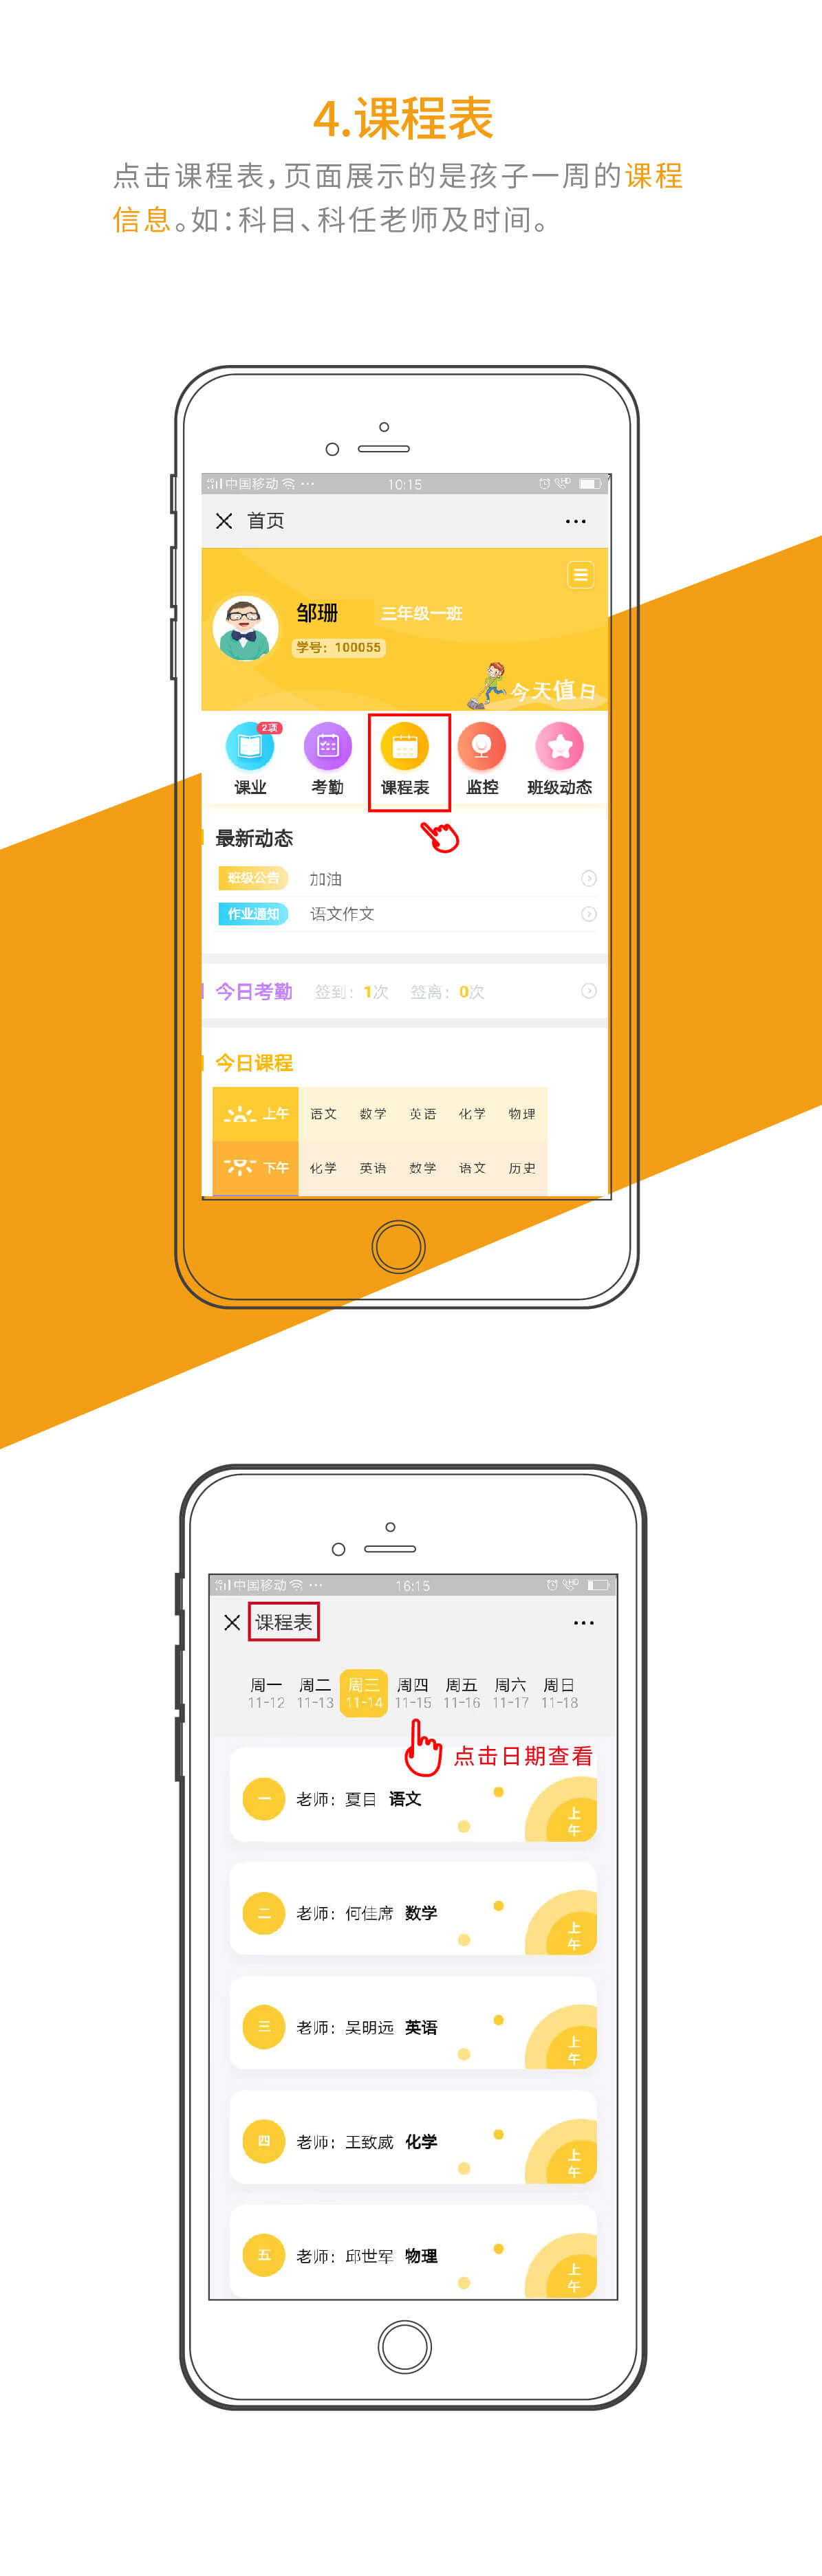 4.课程表
点击课程表，页面展示的是孩子一周的课程
信息。如：科目、科任老师及时间。
中国移动 ··· 10:15
首页
邹珊 三年级一班
学号：100055
今天值日
2项
课业 考勤 课程表 监控 班级动态
最新动态
班级公告 加油
作业通知 语文作文
今日考勤 签到：1次 签离：0次
今日课程
上午 语文 数学 英语 化学 物理
下午 化学 英语 数学 语文 历史
中国移动 ··· 16:15
课程表
周一 周二 周三 周四 周五 周六 周日
11-12 11-13 11-14 11-15 11-16 11-17 11-18
点击日期查看
一 老师：夏目 语文 上午
二 老师：何佳席 数学 上午
三 老师：吴明远 英语 上午
四 老师：王致威 化学 上午
五 老师：邱世军 物理 上午